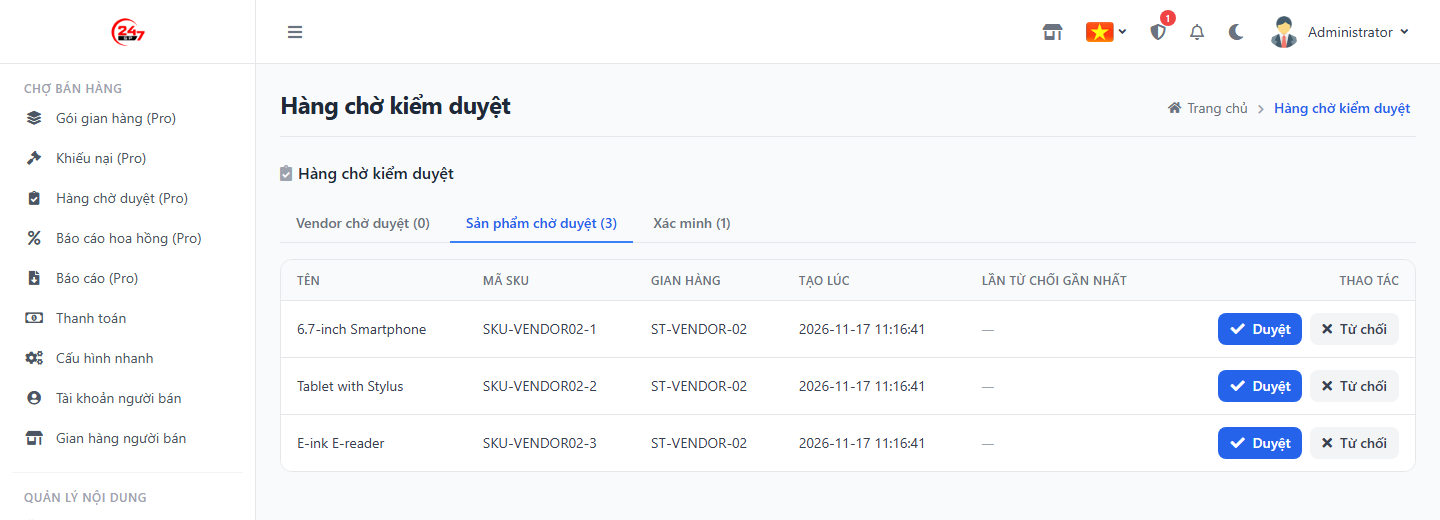 247
GP
1
Administrator
CHỢ BÁN HÀNG
Gói gian hàng (Pro)
Khiếu nại (Pro)
Hàng chờ duyệt (Pro)
Báo cáo hoa hồng (Pro)
Báo cáo (Pro)
Thanh toán
Cấu hình nhanh
Tài khoản người bán
Gian hàng người bán
QUẢN LÝ NỘI DUNG
Hàng chờ kiểm duyệt
Trang chủ > Hàng chờ kiểm duyệt
Hàng chờ kiểm duyệt
Vendor chờ duyệt (0) Sản phẩm chờ duyệt (3) Xác minh (1)
TÊN MÃ SKU GIAN HÀNG TẠO LÚC LẦN TỪ CHỐI GẦN NHẤT THAO TÁC
6.7-inch Smartphone SKU-VENDOR02-1 ST-VENDOR-02 2026-11-17 11:16:41 — Duyệt Từ chối
Tablet with Stylus SKU-VENDOR02-2 ST-VENDOR-02 2026-11-17 11:16:41 — Duyệt Từ chối
E-ink E-reader SKU-VENDOR02-3 ST-VENDOR-02 2026-11-17 11:16:41 — Duyệt Từ chối